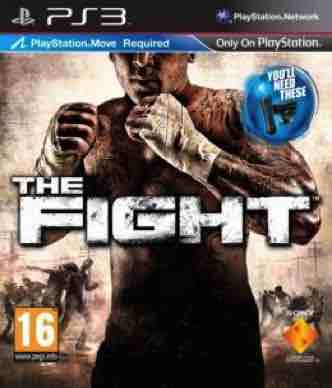 PS3
PlayStation.Network
PlayStation.Move Required
Only On PlayStation.
YOU'LL
NEED
THESE
THE
FIGHT™
16
www.pegi.info
SONY